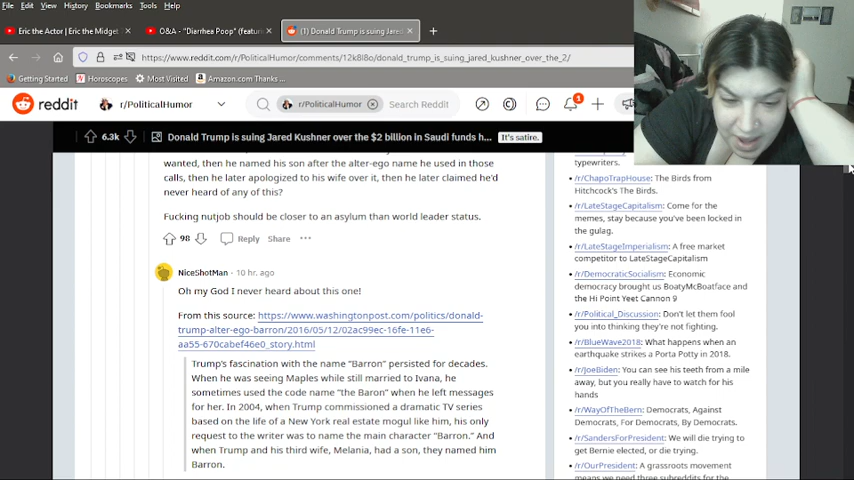 File Edit View History Bookmarks Tools Help
Eric the Actor | Eric the Midget
O&A - "Diarrhea Poop" (featur
(1) Donald Trump is suing Jared
https://www.reddit.com/r/PoliticalHumor/comments/12k8l8o/donald_trump_is_suing_jared_kushner_over_the_2/
Getting Started Horoscopes Most Visited Amazon.com Thanks ...
reddit r/PoliticalHumor r/PoliticalHumor Search Reddit 1
6.3k Donald Trump is suing Jared Kushner over the $2 billion in Saudi funds h... It's satire.
wanted, then he named his son after the alter-ego name he used in those
calls, then he later apologized to his wife over it, then he later claimed he'd
never heard of any of this?
Fucking nutjob should be closer to an asylum than world leader status.
98 Reply Share ...
NiceShotMan · 10 hr. ago
Oh my God I never heard about this one!
From this source: https://www.washingtonpost.com/politics/donald-
trump-alter-ego-barron/2016/05/12/02ac99ec-16fe-11e6-
aa55-670cabef46e0_story.html
Trump's fascination with the name "Barron" persisted for decades.
When he was seeing Maples while still married to Ivana, he
sometimes used the code name "the Baron" when he left messages
for her. In 2004, when Trump commissioned a dramatic TV series
based on the life of a New York real estate mogul like him, his only
request to the writer was to name the main character "Barron." And
when Trump and his third wife, Melania, had a son, they named him
Barron.
typewriters.
/r/ChapoTrapHouse: The Birds from
Hitchcock's The Birds.
/r/LateStageCapitalism: Come for the
memes, stay because you've been locked in
the gulag.
/r/LateStageImperialism: A free market
competitor to LateStageCapitalism
/r/DemocraticSocialism: Economic
democracy brought us BoatyMcBoatface and
the Hi Point Yeet Cannon 9
/r/Political_Discussion: Don't let them fool
you into thinking they're not fighting.
/r/BlueWave2018: What happens when an
earthquake strikes a Porta Potty in 2018.
/r/JoeBiden: You can see his teeth from a mile
away, but you really have to watch for his
hands
/r/WayOfTheBern: Democrats, Against
Democrats, For Democrats, By Democrats.
/r/SandersForPresident: We will die trying to
get Bernie elected, or die trying.
/r/OurPresident: A grassroots movement
means we need three subreddits for the